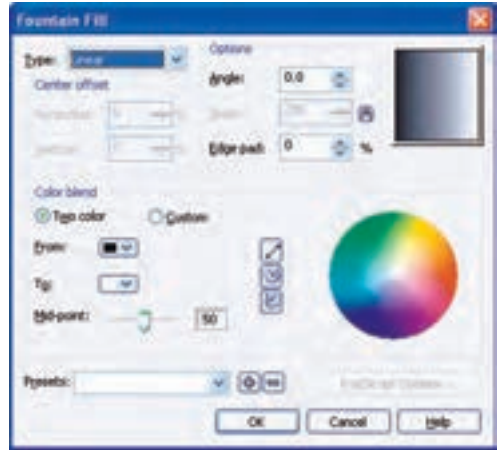 Fountain Fill
Type: Linear
Options
Center offset
Angle: 0.0
Edge pad: 0 %
Color blend
Two color Custom
From:
To:
Mid-point: 50
Presets:
OK Cancel Help